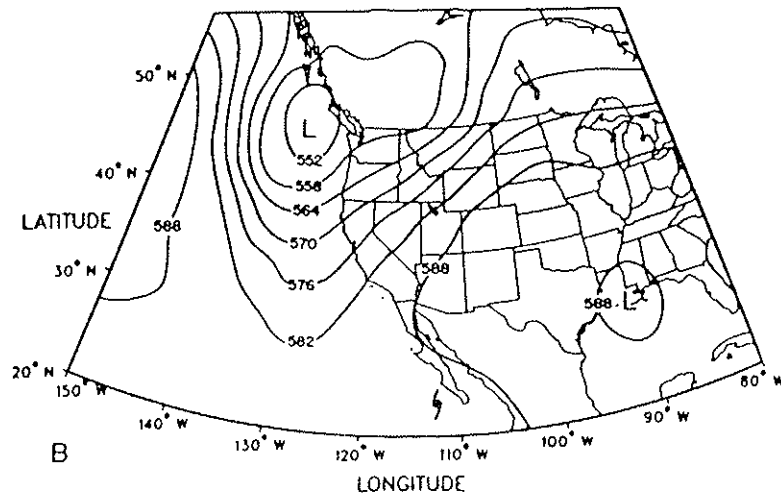 50° N
L
552
558
40° N
564
LATITUDE
588
570
588
30° N
576
588
L
582
20° N
150° W
80° W
140° W
90° W
130° W
120° W
110° W
100° W
B
LONGITUDE